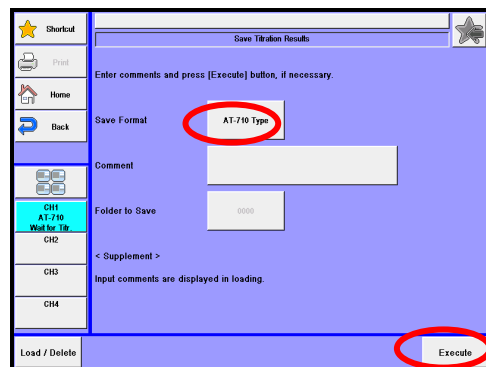 Shortcut
Save Titration Results
Print
Enter comments and press [Execute] button, if necessary.
Home
Back
Save Format
AT-710 Type
Comment
CH1
AT-710
Wait for Titr.
Folder to Save
0000
CH2
< Supplement >
CH3
Input comments are displayed in loading.
CH4
Load / Delete
Execute